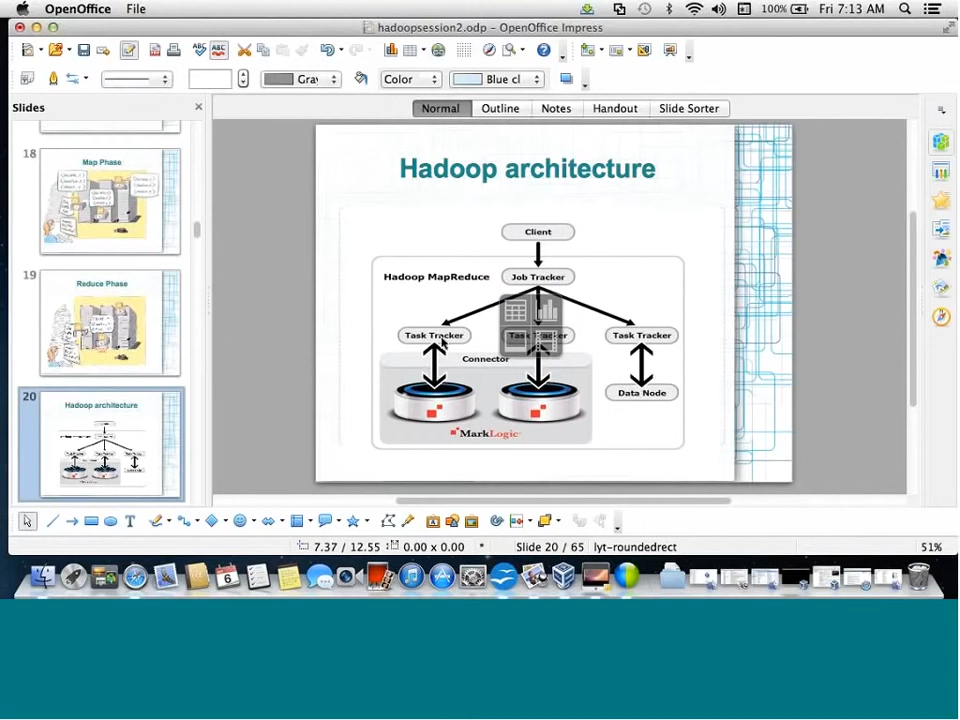 OpenOffice File 100% Fri 7:13 AM
hadoopsession2.odp - OpenOffice Impress
Gray Color Blue cl
Slides
Normal Outline Notes Handout Slide Sorter
18
Map Phase
19
Reduce Phase
20
Hadoop architecture
Hadoop architecture
Client
Hadoop MapReduce
Job Tracker
Task Tracker Task Tracker Task Tracker
Connector
Data Node
MarkLogic
7.37 / 12.55 0.00 x 0.00 * Slide 20 / 65 lyt-roundedrect 51%